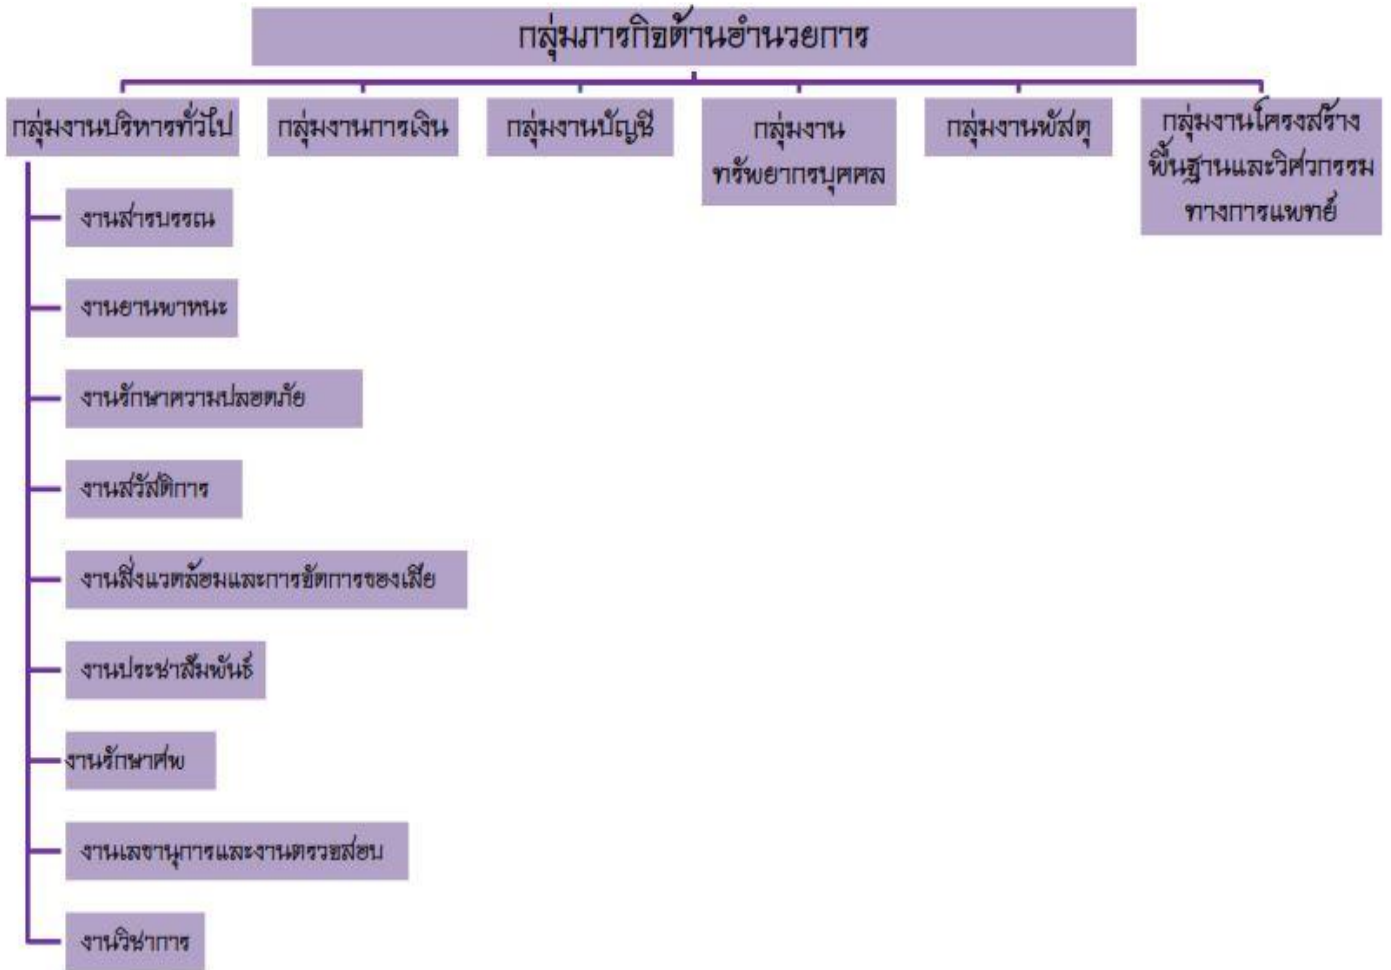 กลุ่มภารกิจด้านอำนวยการ
กลุ่มงานบริหารทั่วไป
กลุ่มงานการเงิน
กลุ่มงานบัญชี
กลุ่มงาน
ทรัพยากรบุคคล
กลุ่มงานพัสดุ
กลุ่มงานโครงสร้าง
พื้นฐานและวิศวกรรม
ทางการแพทย์
งานสารบรรณ
งานยานพาหนะ
งานรักษาความปลอดภัย
งานสวัสดิการ
งานสิ่งแวดล้อมและการจัดการของเสีย
งานประชาสัมพันธ์
งานรักษาศพ
งานเลขานุการและงานตรวจสอบ
งานวิชาการ